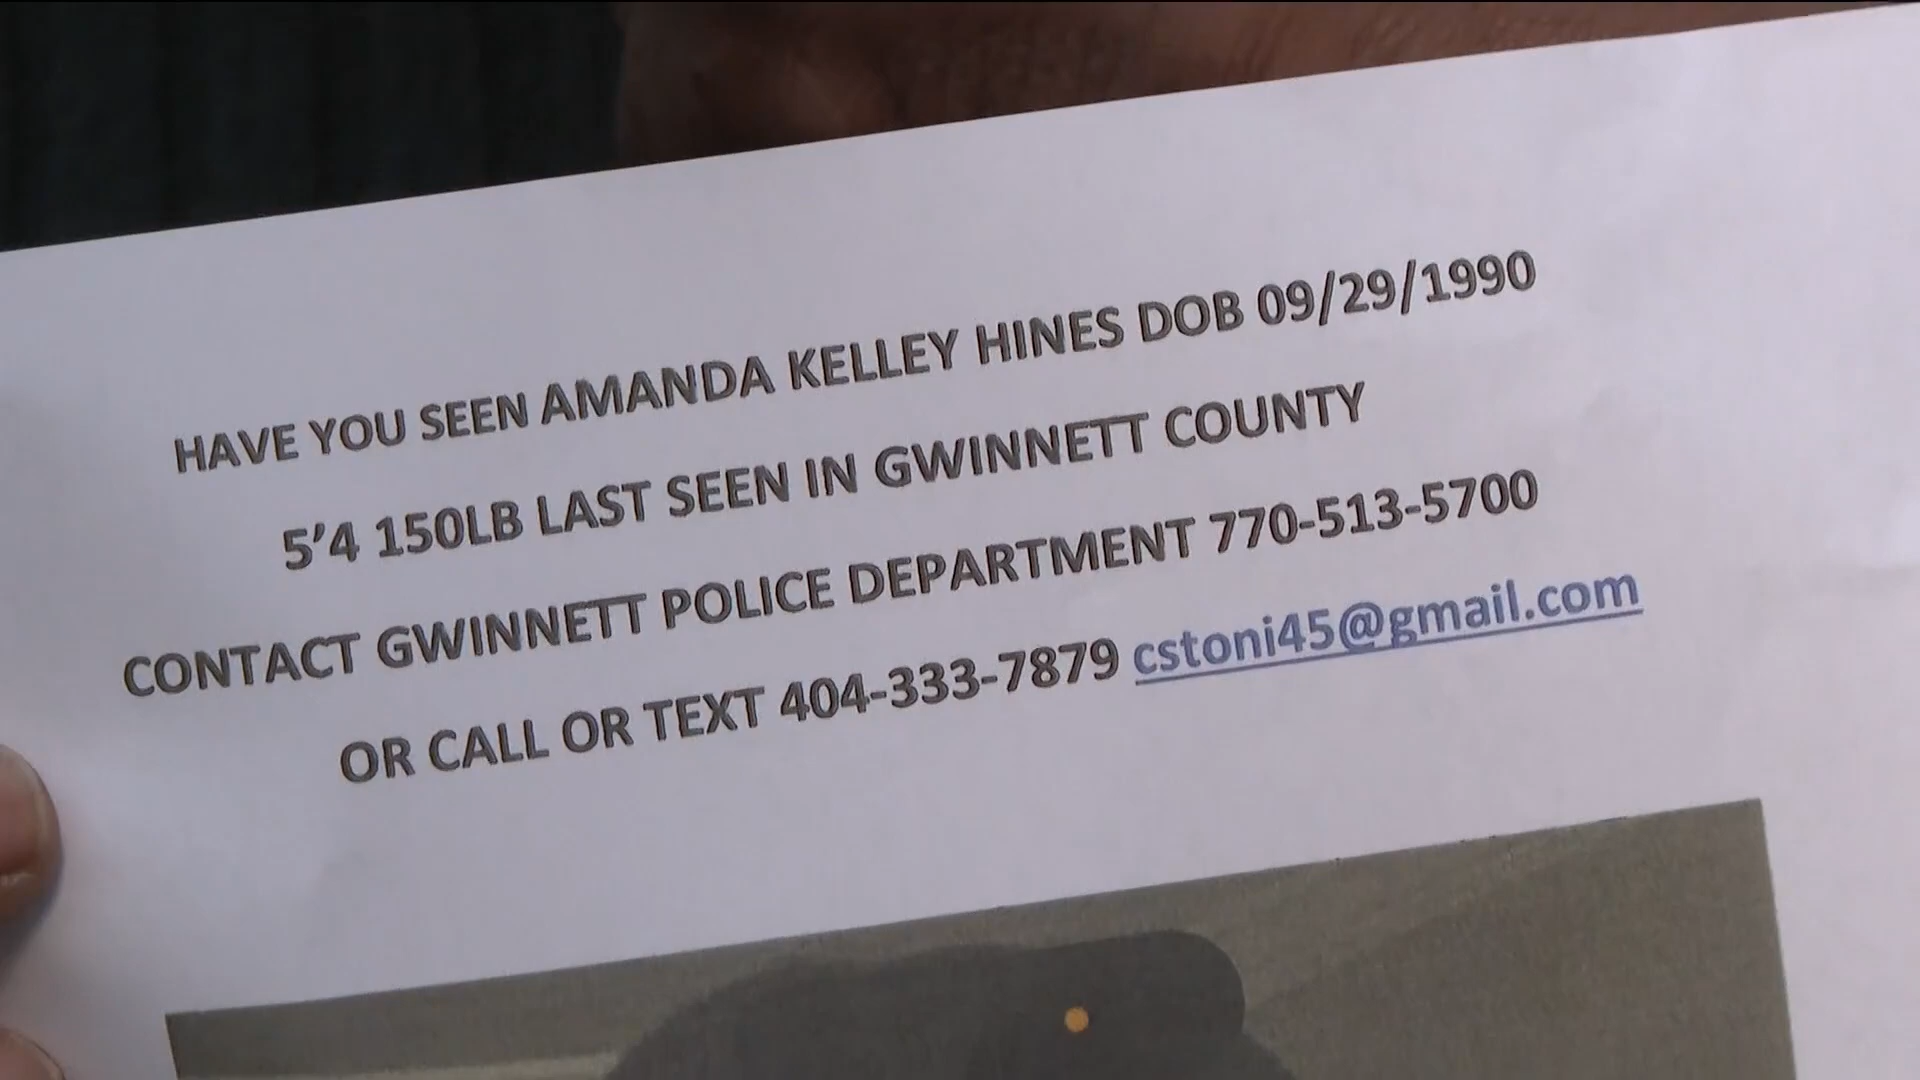 HAVE YOU SEEN AMANDA KELLEY HINES DOB 09/29/1990
5’4 150LB LAST SEEN IN GWINNETT COUNTY
CONTACT GWINNETT POLICE DEPARTMENT 770-513-5700
OR CALL OR TEXT 404-333-7879 cstoni45@gmail.com